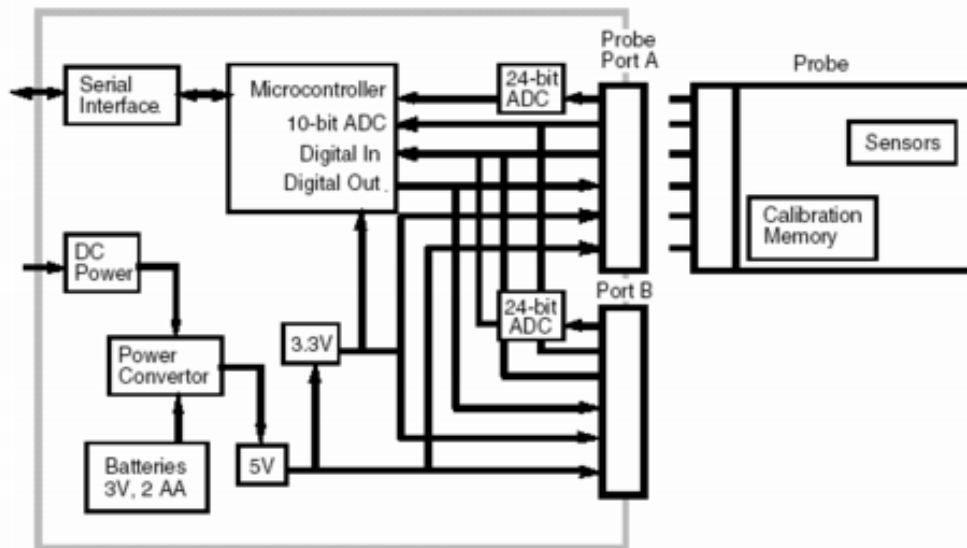 Serial
Interface.
Microcontroller
10-bit ADC
Digital In
Digital Out .
24-bit
ADC
Probe
Port A
Probe
Sensors
Calibration
Memory
DC
Power
Power
Convertor
Batteries
3V, 2 AA
5V
3.3V
24-bit
ADC
Port B